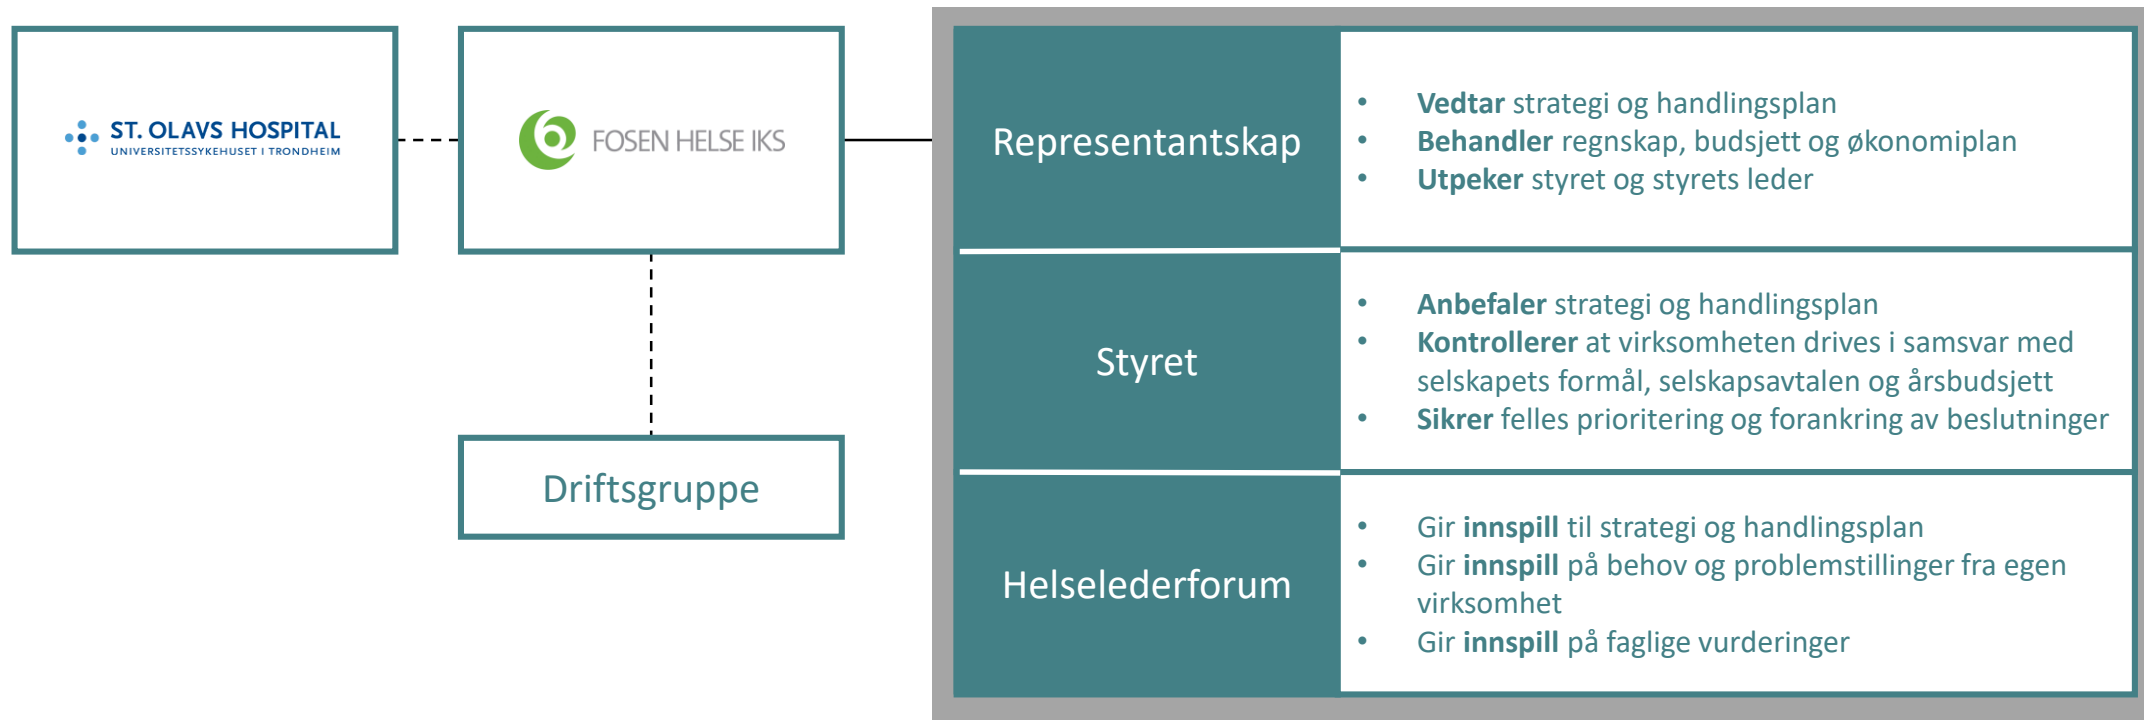 ST. OLAVS HOSPITAL
UNIVERSITETSSYKEHUSET I TRONDHEIM
FOSEN HELSE IKS
Driftsgruppe
Representantskap
• Vedtar strategi og handlingsplan
• Behandler regnskap, budsjett og økonomiplan
• Utpeker styret og styrets leder
Styret
• Anbefaler strategi og handlingsplan
• Kontrollerer at virksomheten drives i samsvar med
selskapets formål, selskapsavtalen og årsbudsjett
• Sikrer felles prioritering og forankring av beslutninger
Helselederforum
• Gir innspill til strategi og handlingsplan
• Gir innspill på behov og problemstillinger fra egen
virksomhet
• Gir innspill på faglige vurderinger